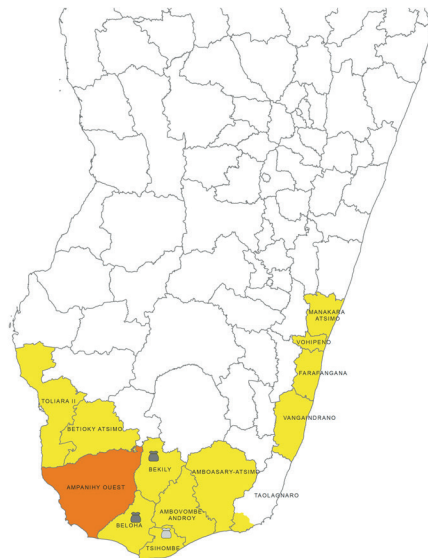 MANAKARA
ATSIMO
VOHIPENO
FARAFANGANA
TOLIARA II
VANGAINDRANO
BETIOKY ATSIMO
BEKILY
AMBOASARY-ATSIMO
AMPANIHY OUEST
TAOLAGNARO
AMBOVOMBE
ANDROY
BELOHA
TSIHOMBE